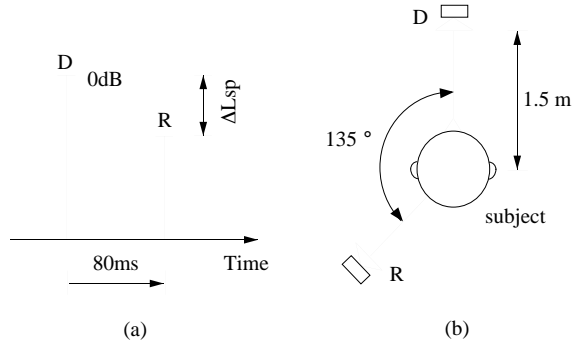 D
0dB
ΔLsp
R
80ms
Time
(a)
D
1.5 m
135 °
subject
R
(b)